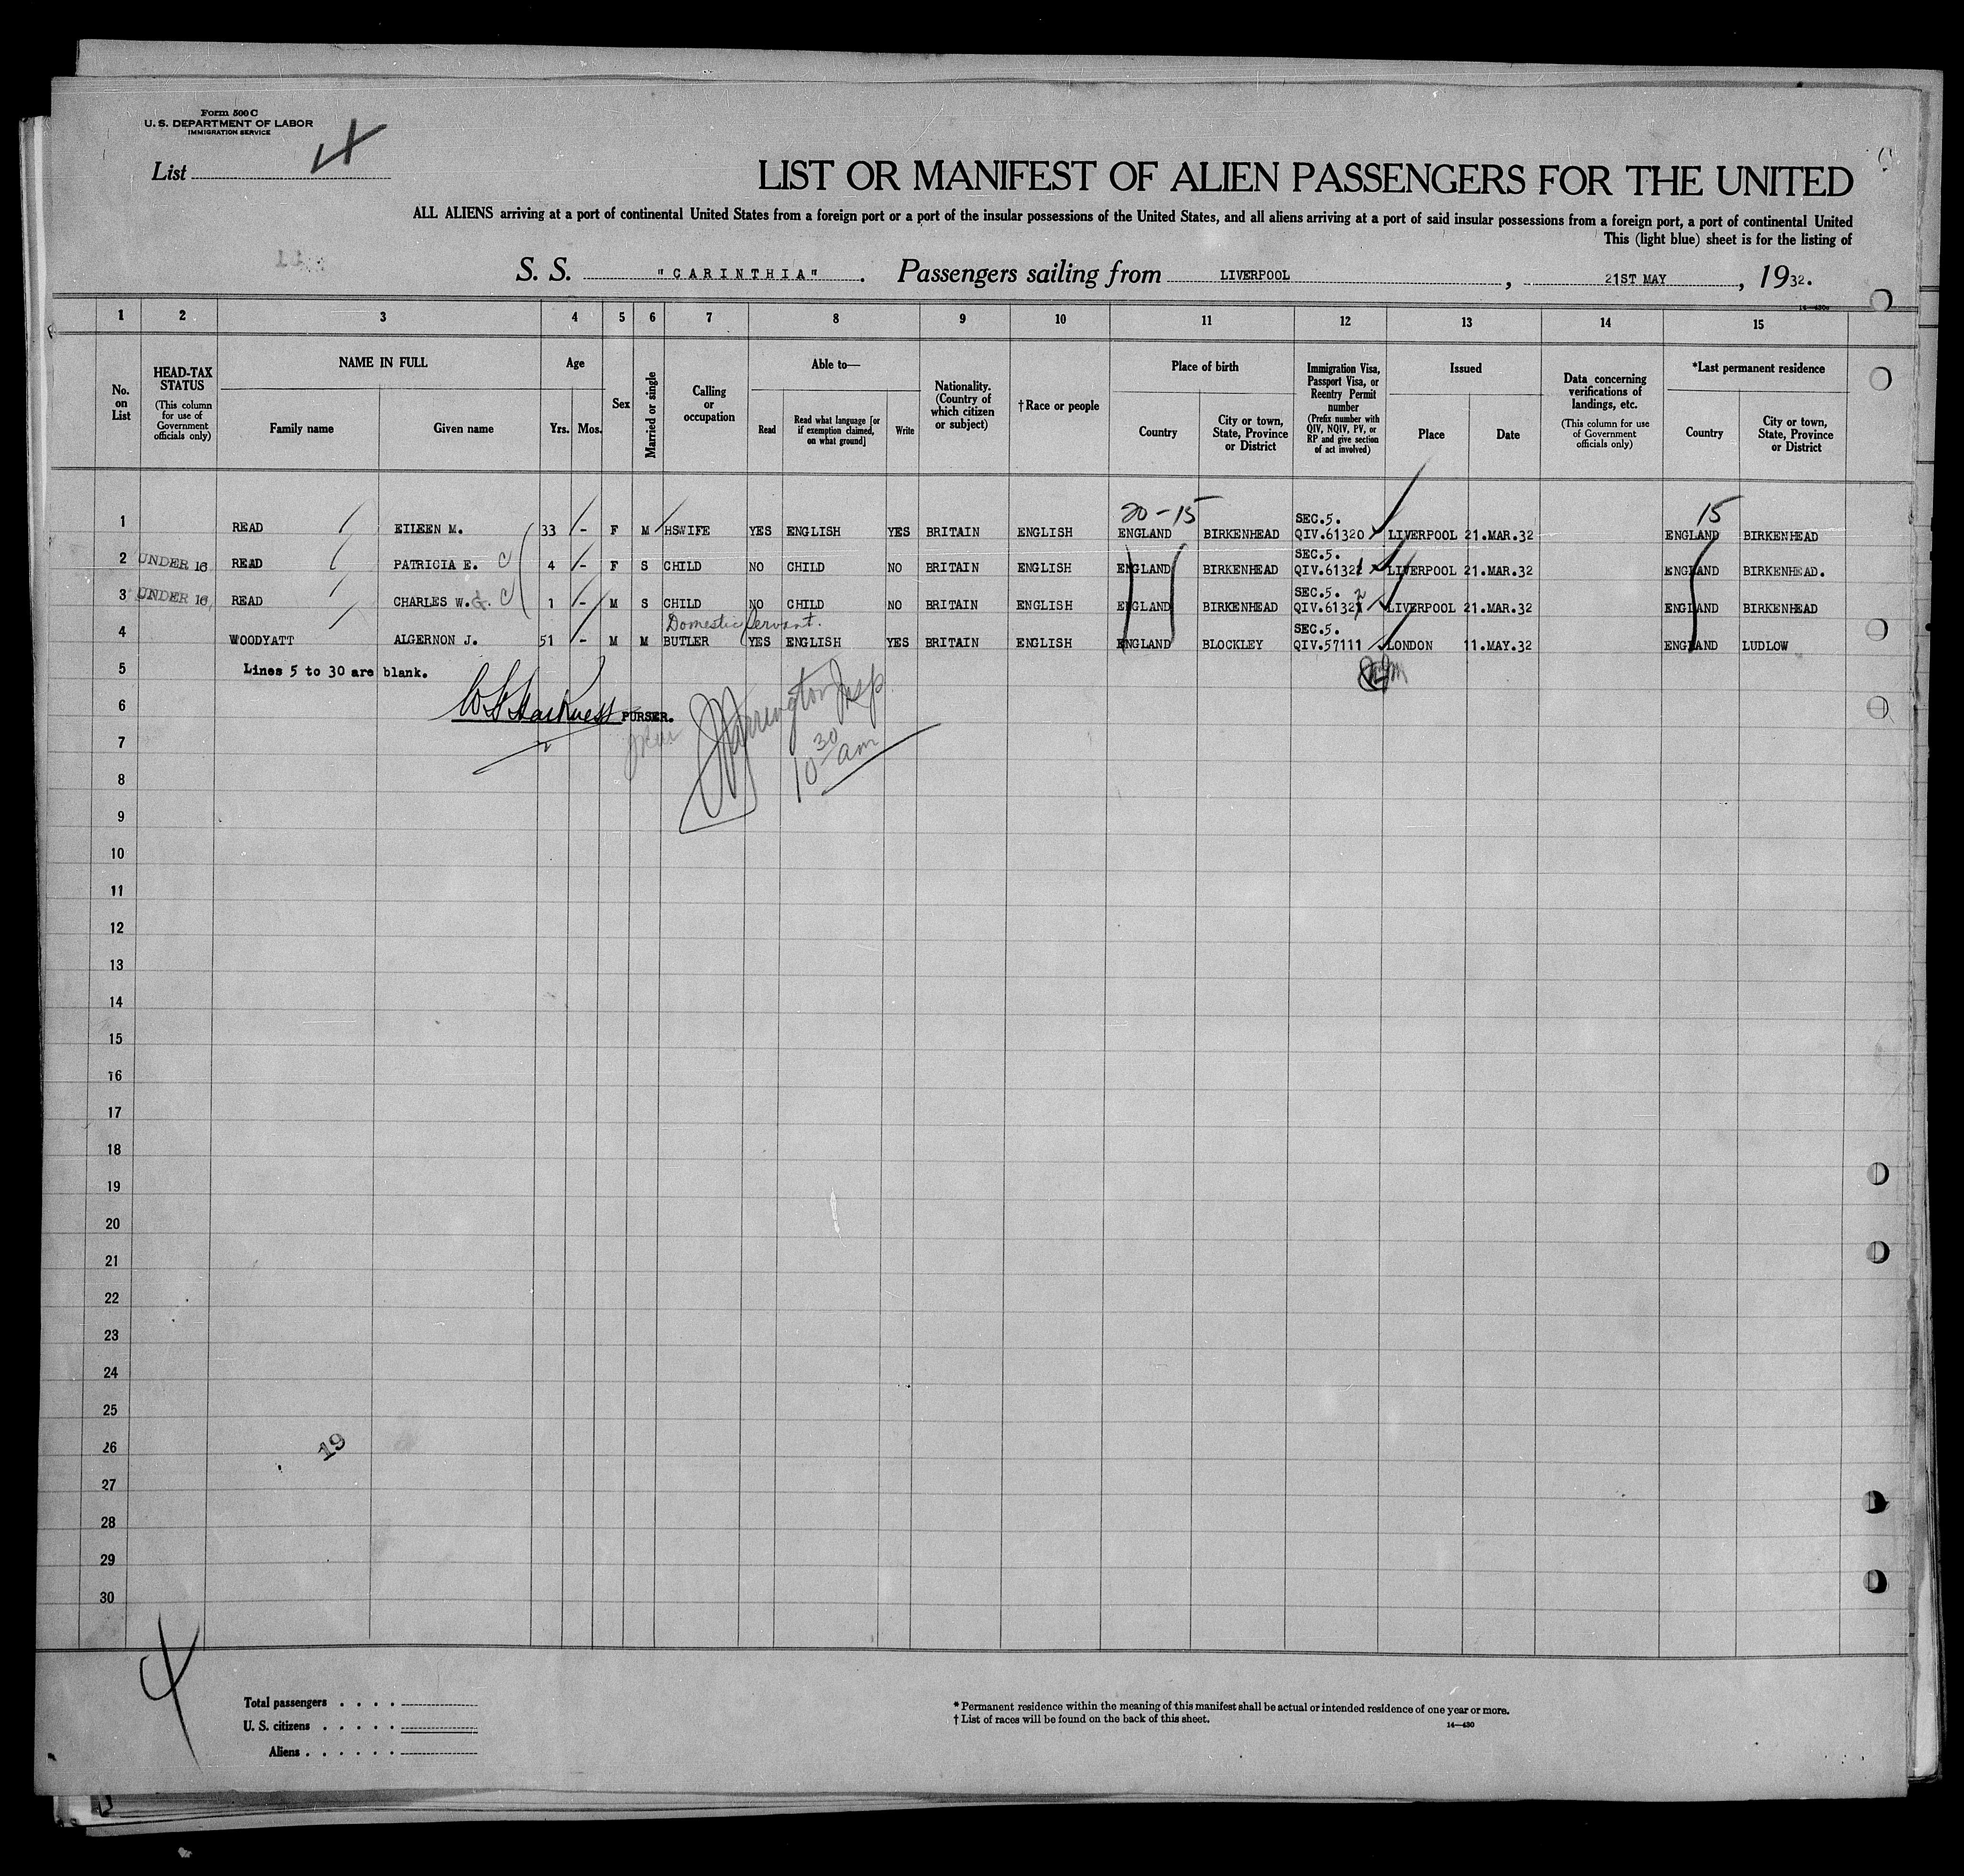 Form 500 C
U. S. DEPARTMENT OF LABOR
IMMIGRATION SERVICE
List 4
LIST OR MANIFEST OF ALIEN PASSENGERS FOR THE UNITED
ALL ALIENS arriving at a port of continental United States from a foreign port or a port of the insular possessions of the United States, and all aliens arriving at a port of said insular possessions from a foreign port, a port of continental United
This (light blue) sheet is for the listing of
S. S. "CARINTHIA". Passengers sailing from LIVERPOOL, 21ST MAY, 1932.
1 2 3 4 5 6 7 8 9 10 11 12 13 14 15
No. on List
HEAD-TAX STATUS (This column for use of Government officials only)
NAME IN FULL
Family name Given name
Age
Yrs. Mos.
Sex
Married or single
Calling or occupation
Able to—
Read
Read what language [or if exemption claimed, on what ground]
Write
Nationality. (Country of which citizen or subject)
†Race or people
Place of birth
Country
City or town, State, Province or District
Immigration Visa, Passport Visa, or Reentry Permit number (Prefix number with QIV, NQIV, PV, or RP and give section of act involved)
Issued
Place Date
Data concerning verifications of landings, etc. (This column for use of Government officials only)
*Last permanent residence
Country
City or town, State, Province or District
20-15 15
SEC.5.
1 READ EILEEN M. 33 - F M HSWIFE YES ENGLISH YES BRITAIN ENGLISH ENGLAND BIRKENHEAD QIV.61320 LIVERPOOL 21.MAR.32 ENGLAND BIRKENHEAD
SEC.5.
2 UNDER 16 READ PATRICIA E. C 4 - F S CHILD NO CHILD NO BRITAIN ENGLISH ENGLAND BIRKENHEAD QIV.61321 LIVERPOOL 21.MAR.32 ENGLAND BIRKENHEAD.
SEC.5. 2
3 UNDER 16 READ CHARLES W.G. C 1 - M S CHILD NO CHILD NO BRITAIN ENGLISH ENGLAND BIRKENHEAD QIV.6132 LIVERPOOL 21.MAR.32 ENGLAND BIRKENHEAD
Domestic Servant. SEC.5.
4 WOODYATT ALGERNON J. 51 - M M BUTLER YES ENGLISH YES BRITAIN ENGLISH ENGLAND BLOCKLEY QIV.57111 LONDON 11.MAY.32 ENGLAND LUDLOW
5 Lines 5 to 30 are blank.
6 W H Harkness PURSER.
Insp
10 30 am
7
8
9
10
11
12
13
14
15
16
17
18
19
20
21
22
23
24
25
26
19
27
28
29
30
4
Total passengers . . . .
U. S. citizens . . . . .
Aliens . . . . . .
* Permanent residence within the meaning of this manifest shall be actual or intended residence of one year or more.
† List of races will be found on the back of this sheet.
14—430